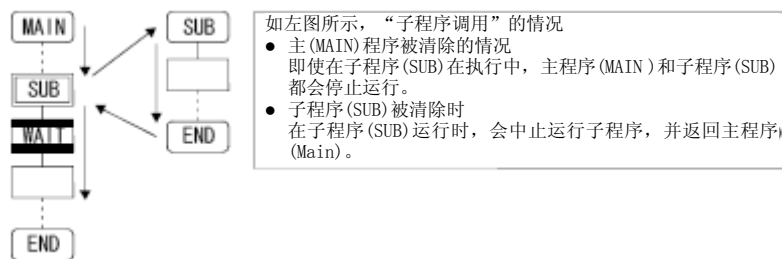 MAIN
SUB
WAIT
END
SUB
END
如左图所示，“子程序调用”的情况
● 主(MAIN)程序被清除的情况
即使在子程序(SUB)在执行中，主程序(MAIN )和子程序(SUB)
都会停止运行。
● 子程序(SUB)被清除时
在子程序(SUB)运行时，会中止运行子程序，并返回主程序
(Main)。